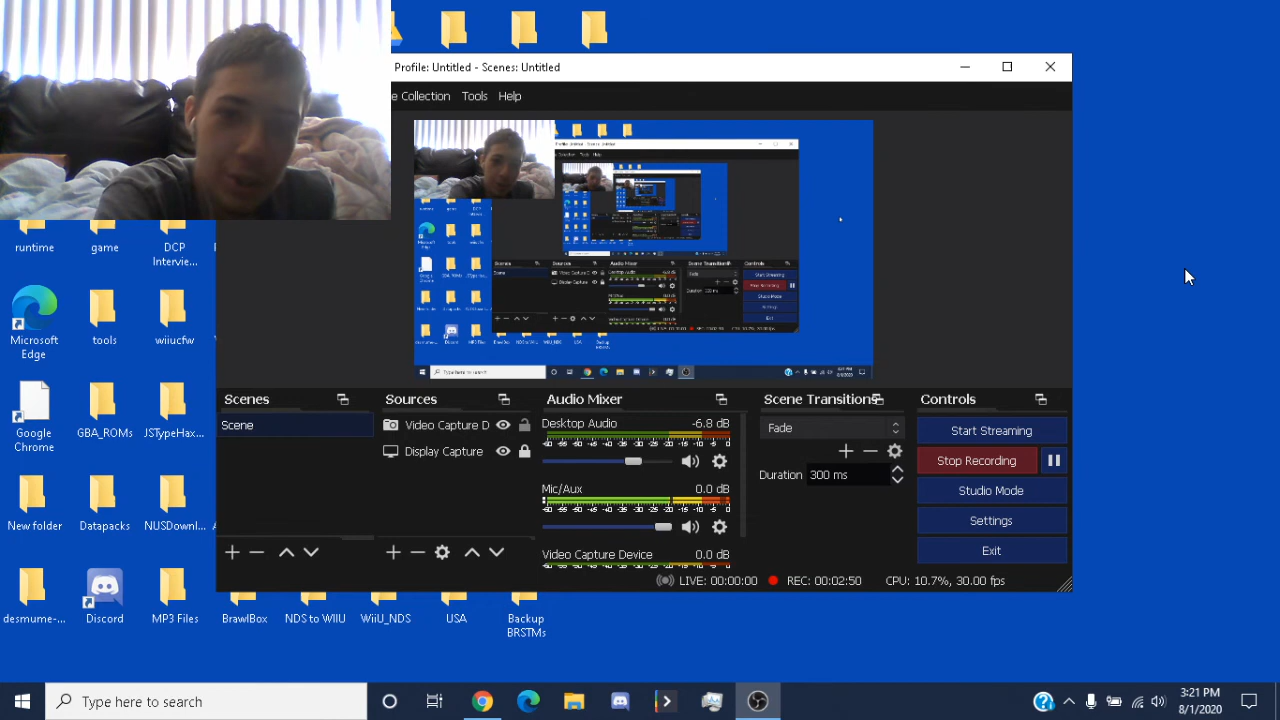 Profile: Untitled - Scenes: Untitled
e Collection Tools Help
Scenes
Scene
Sources
Video Capture D
Display Capture
Audio Mixer
Desktop Audio -6.8 dB
Mic/Aux 0.0 dB
Video Capture Device 0.0 dB
Scene Transitions
Fade
Duration 300 ms
Controls
Start Streaming
Stop Recording
Studio Mode
Settings
Exit
LIVE: 00:00:00 REC: 00:02:50 CPU: 10.7%, 30.00 fps
runtime game DCP
Intervie...
Microsoft
Edge
tools wiiucfw
Google
Chrome
GBA_ROMs JSTypeHax...
New folder Datapacks NUSDownl...
desmume-... Discord MP3 Files BrawlBox NDS to WIIU WiiU_NDS USA Backup
BRSTMs
Type here to search
3:21 PM
8/1/2020